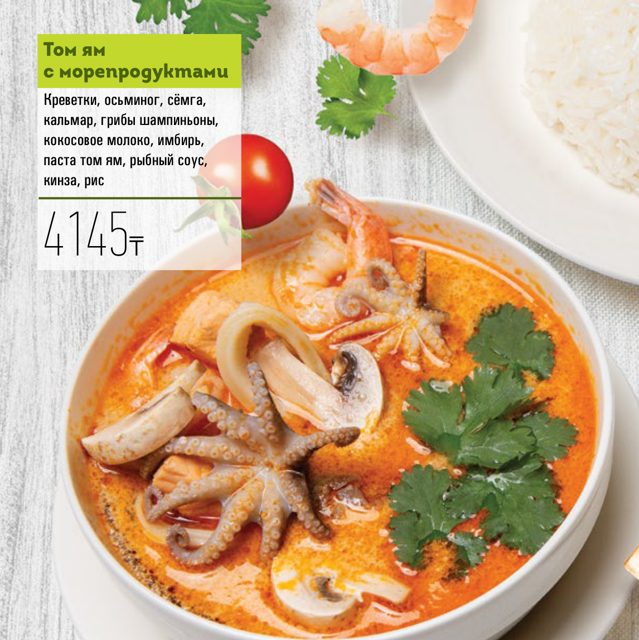 Том ям
с морепродуктами
Креветки, осьминог, сёмга,
кальмар, грибы шампиньоны,
кокосовое молоко, имбирь,
паста том ям, рыбный соус,
кинза, рис
4145₸